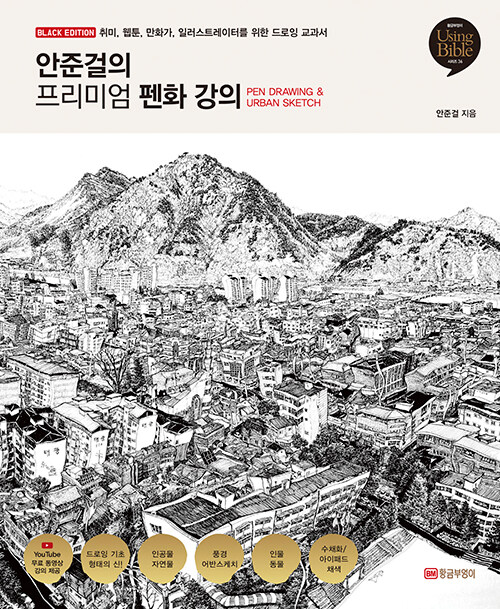 BLACK EDITION 취미, 웹툰, 만화가, 일러스트레이터를 위한 드로잉 교과서
황금부엉이
Using
Bible
시리즈 26
안준걸의
프리미엄 펜화 강의
PEN DRAWING &
URBAN SKETCH
안준걸 지음
YouTube
무료 동영상
강의 제공
드로잉 기초
형태의 신!
인공물
자연물
풍경
어반스케치
인물
동물
수채화/
아이패드
채색
BM 황금부엉이